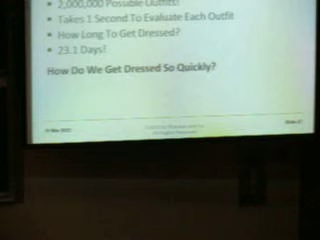 2,000,000 Possible Outfits!
Takes 1 Second To Evaluate Each Outfit
How Long To Get Dressed?
23.1 Days!
How Do We Get Dressed So Quickly?